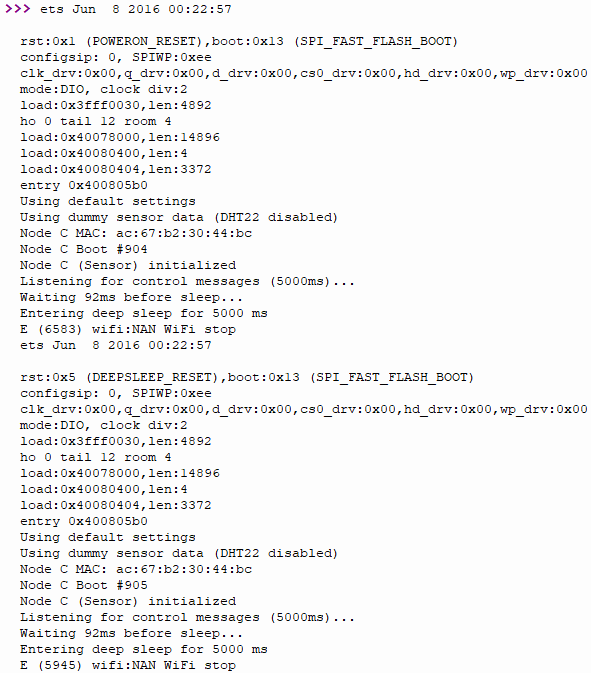 >>> ets Jun  8 2016 00:22:57

rst:0x1 (POWERON_RESET),boot:0x13 (SPI_FAST_FLASH_BOOT)
configsip: 0, SPIWP:0xee
clk_drv:0x00,q_drv:0x00,d_drv:0x00,cs0_drv:0x00,hd_drv:0x00,wp_drv:0x00
mode:DIO, clock div:2
load:0x3fff0030,len:4892
ho 0 tail 12 room 4
load:0x40078000,len:14896
load:0x40080400,len:4
load:0x40080404,len:3372
entry 0x400805b0
Using default settings
Using dummy sensor data (DHT22 disabled)
Node C MAC: ac:67:b2:30:44:bc
Node C Boot #904
Node C (Sensor) initialized
Listening for control messages (5000ms)...
Waiting 92ms before sleep...
Entering deep sleep for 5000 ms
E (6583) wifi:NAN WiFi stop
ets Jun  8 2016 00:22:57

rst:0x5 (DEEPSLEEP_RESET),boot:0x13 (SPI_FAST_FLASH_BOOT)
configsip: 0, SPIWP:0xee
clk_drv:0x00,q_drv:0x00,d_drv:0x00,cs0_drv:0x00,hd_drv:0x00,wp_drv:0x00
mode:DIO, clock div:2
load:0x3fff0030,len:4892
ho 0 tail 12 room 4
load:0x40078000,len:14896
load:0x40080400,len:4
load:0x40080404,len:3372
entry 0x400805b0
Using default settings
Using dummy sensor data (DHT22 disabled)
Node C MAC: ac:67:b2:30:44:bc
Node C Boot #905
Node C (Sensor) initialized
Listening for control messages (5000ms)...
Waiting 92ms before sleep...
Entering deep sleep for 5000 ms
E (5945) wifi:NAN WiFi stop